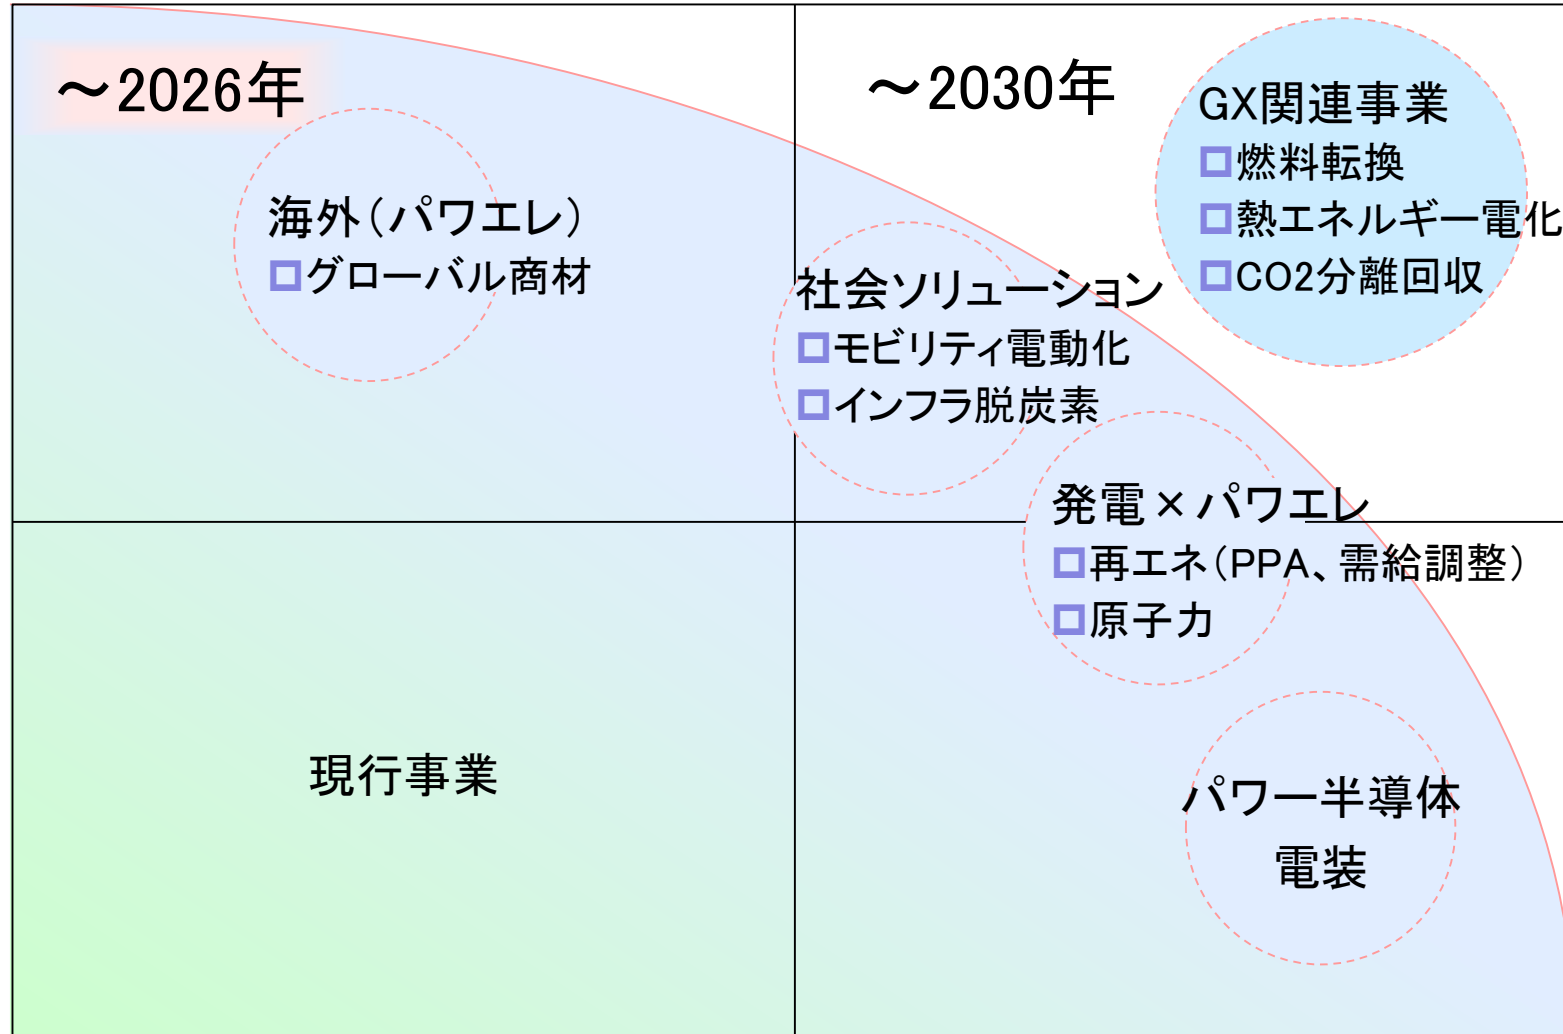 ～2026年
～2030年
GX関連事業
燃料転換
熱エネルギー電化
CO2分離回収
海外（パワエレ）
グローバル商材
社会ソリューション
モビリティ電動化
インフラ脱炭素
発電×パワエレ
再エネ（PPA、需給調整）
原子力
現行事業
パワー半導体
電装